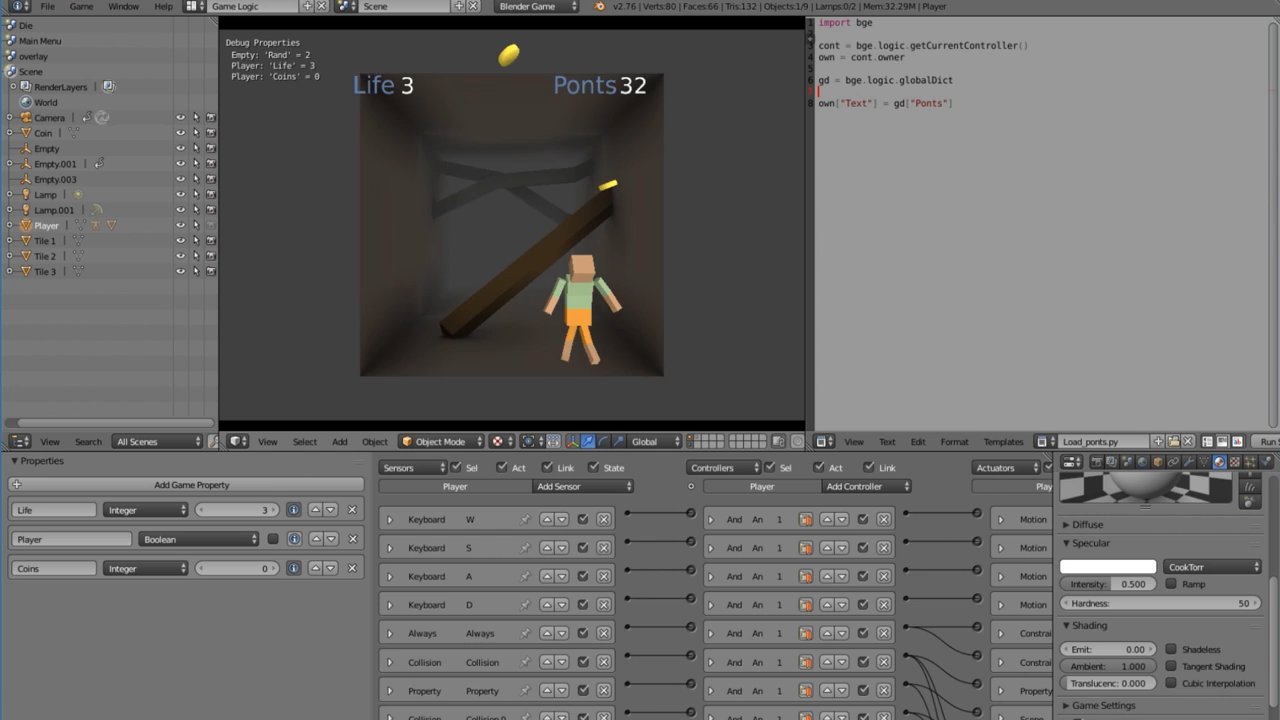 File Game Window Help Game Logic Scene Blender Game v2.76 | Verts:80 | Faces:66 | Tris:132 | Objects:1/9 | Lamps:0/2 | Mem:32.29M | Player
Die
Main Menu
overlay
Scene
RenderLayers
World
Camera
Coin
Empty
Empty.001
Empty.003
Lamp
Lamp.001
Player
Tile 1
Tile 2
Tile 3
View Search All Scenes
Debug Properties
Empty: 'Rand' = 2
Player: 'Life' = 3
Player: 'Coins' = 0
Life 3 Ponts 32
View Select Add Object Object Mode Global
1 import bge
3 cont = bge.logic.getCurrentController()
4 own = cont.owner
5
6 gd = bge.logic.globalDict
8 own["Text"] = gd["Ponts"]
View Text Edit Format Templates Load_ponts.py Run S
Properties
Add Game Property
Life Integer 3
Player Boolean
Coins Integer 0
Sensors Sel Act Link State
Player Add Sensor
Keyboard W
Keyboard S
Keyboard A
Keyboard D
Always Always
Collision Collision
Property Property
Collision Collision.0
Controllers Sel Act Link
Player Add Controller
And An 1
And An 1
And An 1
And An 1
And An 1
And An 1
And An 1
And An 1
Actuators
Play
Motion
Motion
Motion
Motion
Constrai
Constrai
Property
Scene
Diffuse
Specular
CookTorr
Intensity: 0.500 Ramp
Hardness: 50
Shading
Emit: 0.00 Shadeless
Ambient: 1.000 Tangent Shading
Translucenc: 0.000 Cubic Interpolation
Game Settings